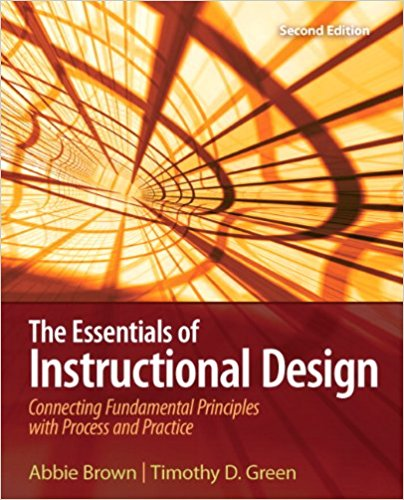 Second Edition
The Essentials of
Instructional Design
Connecting Fundamental Principles
with Process and Practice
Abbie Brown | Timothy D. Green